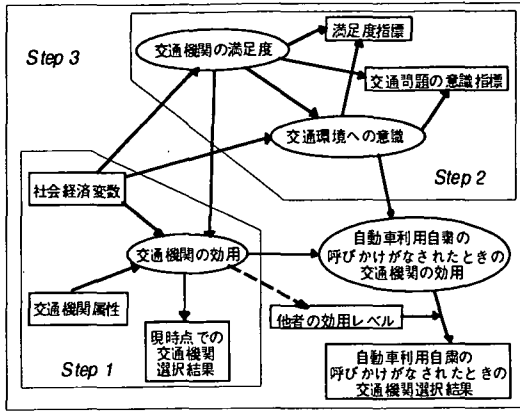 Step 3
交通機関の満足度
満足度指標
交通問題の意識指標
交通環境への意識
Step 2
社会経済変数
交通機関の効用
自動車利用自粛の
呼びかけがなされたときの
交通機関の効用
交通機関属性
他者の効用レベル
現時点での
交通機関
選択結果
Step 1
自動車利用自粛の
呼びかけがなされたときの
交通機関選択結果